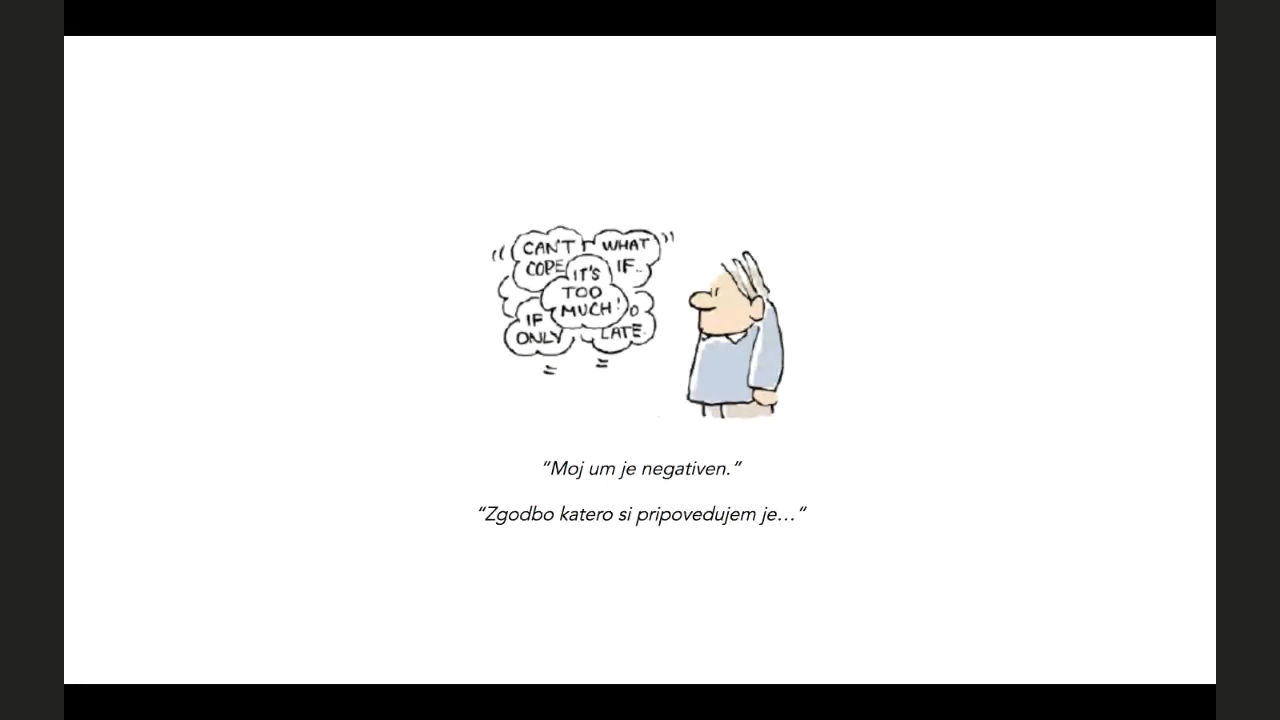 CAN'T
COPE
WHAT
IF..
IT'S
TOO
MUCH!
IF
ONLY
LATE.
“Moj um je negativen.”
“Zgodbo katero si pripovedujem je...”